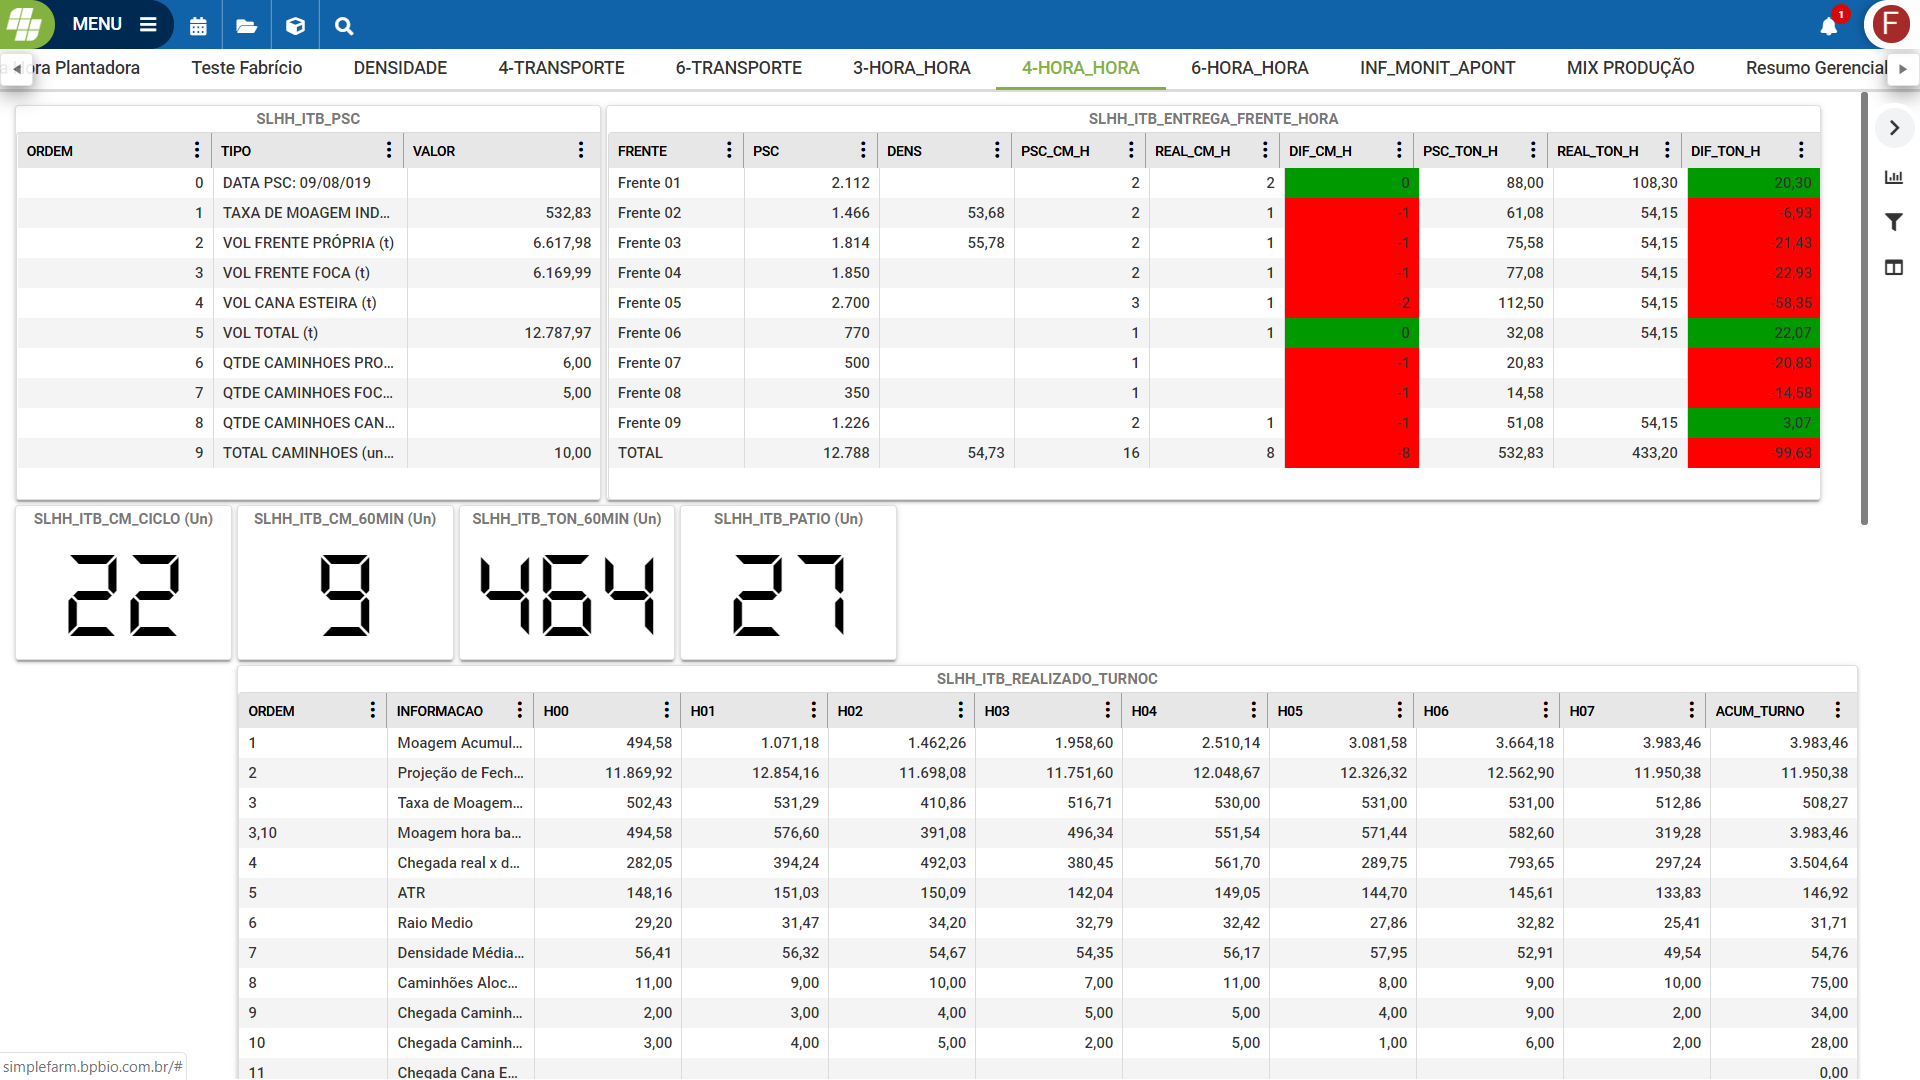 MENU
1
F
Hora Plantadora Teste Fabrício DENSIDADE 4-TRANSPORTE 6-TRANSPORTE 3-HORA_HORA 4-HORA_HORA 6-HORA_HORA INF_MONIT_APONT MIX PRODUÇÃO Resumo Gerencial
SLHH_ITB_PSC
ORDEM TIPO VALOR
0 DATA PSC: 09/08/019
1 TAXA DE MOAGEM IND... 532,83
2 VOL FRENTE PRÓPRIA (t) 6.617,98
3 VOL FRENTE FOCA (t) 6.169,99
4 VOL CANA ESTEIRA (t)
5 VOL TOTAL (t) 12.787,97
6 QTDE CAMINHOES PRO... 6,00
7 QTDE CAMINHOES FOC... 5,00
8 QTDE CAMINHOES CAN...
9 TOTAL CAMINHOES (un... 10,00
SLHH_ITB_ENTREGA_FRENTE_HORA
FRENTE PSC DENS PSC_CM_H REAL_CM_H DIF_CM_H PSC_TON_H REAL_TON_H DIF_TON_H
Frente 01 2.112 2 2 0 88,00 108,30 20,30
Frente 02 1.466 53,68 2 1 -1 61,08 54,15 -6,93
Frente 03 1.814 55,78 2 1 -1 75,58 54,15 -21,43
Frente 04 1.850 2 1 -1 77,08 54,15 -22,93
Frente 05 2.700 3 1 -2 112,50 54,15 -58,35
Frente 06 770 1 1 0 32,08 54,15 22,07
Frente 07 500 1 -1 20,83 -20,83
Frente 08 350 1 -1 14,58 -14,58
Frente 09 1.226 2 1 -1 51,08 54,15 3,07
TOTAL 12.788 54,73 16 8 -8 532,83 433,20 -99,63
SLHH_ITB_CM_CICLO (Un) SLHH_ITB_CM_60MIN (Un) SLHH_ITB_TON_60MIN (Un) SLHH_ITB_PATIO (Un)
22 9 464 27
SLHH_ITB_REALIZADO_TURNOC
ORDEM INFORMACAO H00 H01 H02 H03 H04 H05 H06 H07 ACUM_TURNO
1 Moagem Acumul... 494,58 1.071,18 1.462,26 1.958,60 2.510,14 3.081,58 3.664,18 3.983,46 3.983,46
2 Projeção de Fech... 11.869,92 12.854,16 11.698,08 11.751,60 12.048,67 12.326,32 12.562,90 11.950,38 11.950,38
3 Taxa de Moagem... 502,43 531,29 410,86 516,71 530,00 531,00 531,00 512,86 508,27
3,10 Moagem hora ba... 494,58 576,60 391,08 496,34 551,54 571,44 582,60 319,28 3.983,46
4 Chegada real x d... 282,05 394,24 492,03 380,45 561,70 289,75 793,65 297,24 3.504,64
5 ATR 148,16 151,03 150,09 142,04 149,05 144,70 145,61 133,83 146,92
6 Raio Medio 29,20 31,47 34,20 32,79 32,42 27,86 32,82 25,41 31,71
7 Densidade Média... 56,41 56,32 54,67 54,35 56,17 57,95 52,91 49,54 54,76
8 Caminhões Aloc... 11,00 9,00 10,00 7,00 11,00 8,00 9,00 10,00 75,00
9 Chegada Caminh... 2,00 3,00 4,00 5,00 5,00 4,00 9,00 2,00 34,00
10 Chegada Caminh... 3,00 4,00 5,00 2,00 5,00 1,00 6,00 2,00 28,00
11 Chegada Cana E... 0,00
simplefarm.bpbio.com.br/#